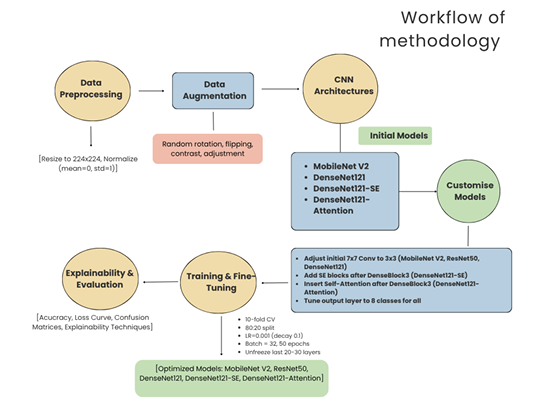 Workflow of
methodology
Data
Preprocessing
Data
Augmentation
CNN
Architectures
[Resize to 224x224, Normalize
(mean=0, std=1)]
Random rotation, flipping,
contrast, adjustment
Initial Models
• MobileNet V2
• DenseNet121
• DenseNet121-SE
• DenseNet121-
Attention
Customise
Models
• Adjust initial 7x7 Conv to 3x3 (MobileNet V2, ResNet50,
DenseNet121)
• Add SE blocks after DenseBlock3 (DenseNet121-SE)
• Insert Self-Attention after DenseBlock3 (DenseNet121-
Attention)
• Tune output layer to 8 classes for all
Training & Fine-
Tuning
Explainability &
Evaluation
[Acucracy, Loss Curve, Confusion
Matrices, Explainability Techniques]
• 10-fold CV
• 80:20 split
• LR=0.001 (decay 0.1)
• Batch = 32, 50 epochs
• Unfreeze last 20-30 layers
[Optimized Models: MobileNet V2, ResNet50,
DenseNet121, DenseNet121-SE, DenseNet121-Attention]